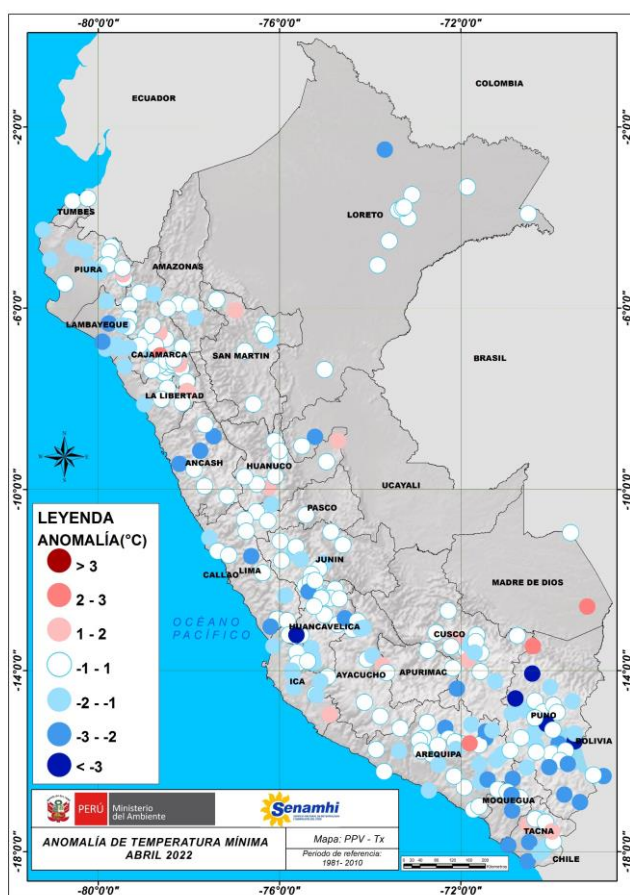 -80°0'0"
-76°0'0"
-72°0'0"
COLOMBIA
ECUADOR
-2°0'0"
-2°0'0"
TUMBES
LORETO
PIURA
AMAZONAS
-6°0'0"
-6°0'0"
LAMBAYEQUE
CAJAMARCA
SAN MARTIN
BRASIL
LA LIBERTAD
ANCASH
HUANUCO
UCAYALI
-10°0'0"
-10°0'0"
PASCO
LEYENDA
ANOMALÍA(°C)
> 3
2 - 3
1 - 2
-1 - 1
-2 - -1
-3 - -2
< -3
LIMA
JUNIN
CALLAO
MADRE DE DIOS
OCÉANO
PACÍFICO
HUANCAVELICA
CUSCO
-14°0'0"
-14°0'0"
ICA
AYACUCHO
APURIMAC
PUNO
BOLIVIA
AREQUIPA
MOQUEGUA
TACNA
CHILE
-18°0'0"
-18°0'0"
PERÚ
Ministerio
del Ambiente
Senamhi
ANOMALÍA DE TEMPERATURA MÍNIMA
ABRIL 2022
Mapa: PPV - Tx
Periodo de referencia:
1981- 2010
-80°0'0"
-76°0'0"
-72°0'0"